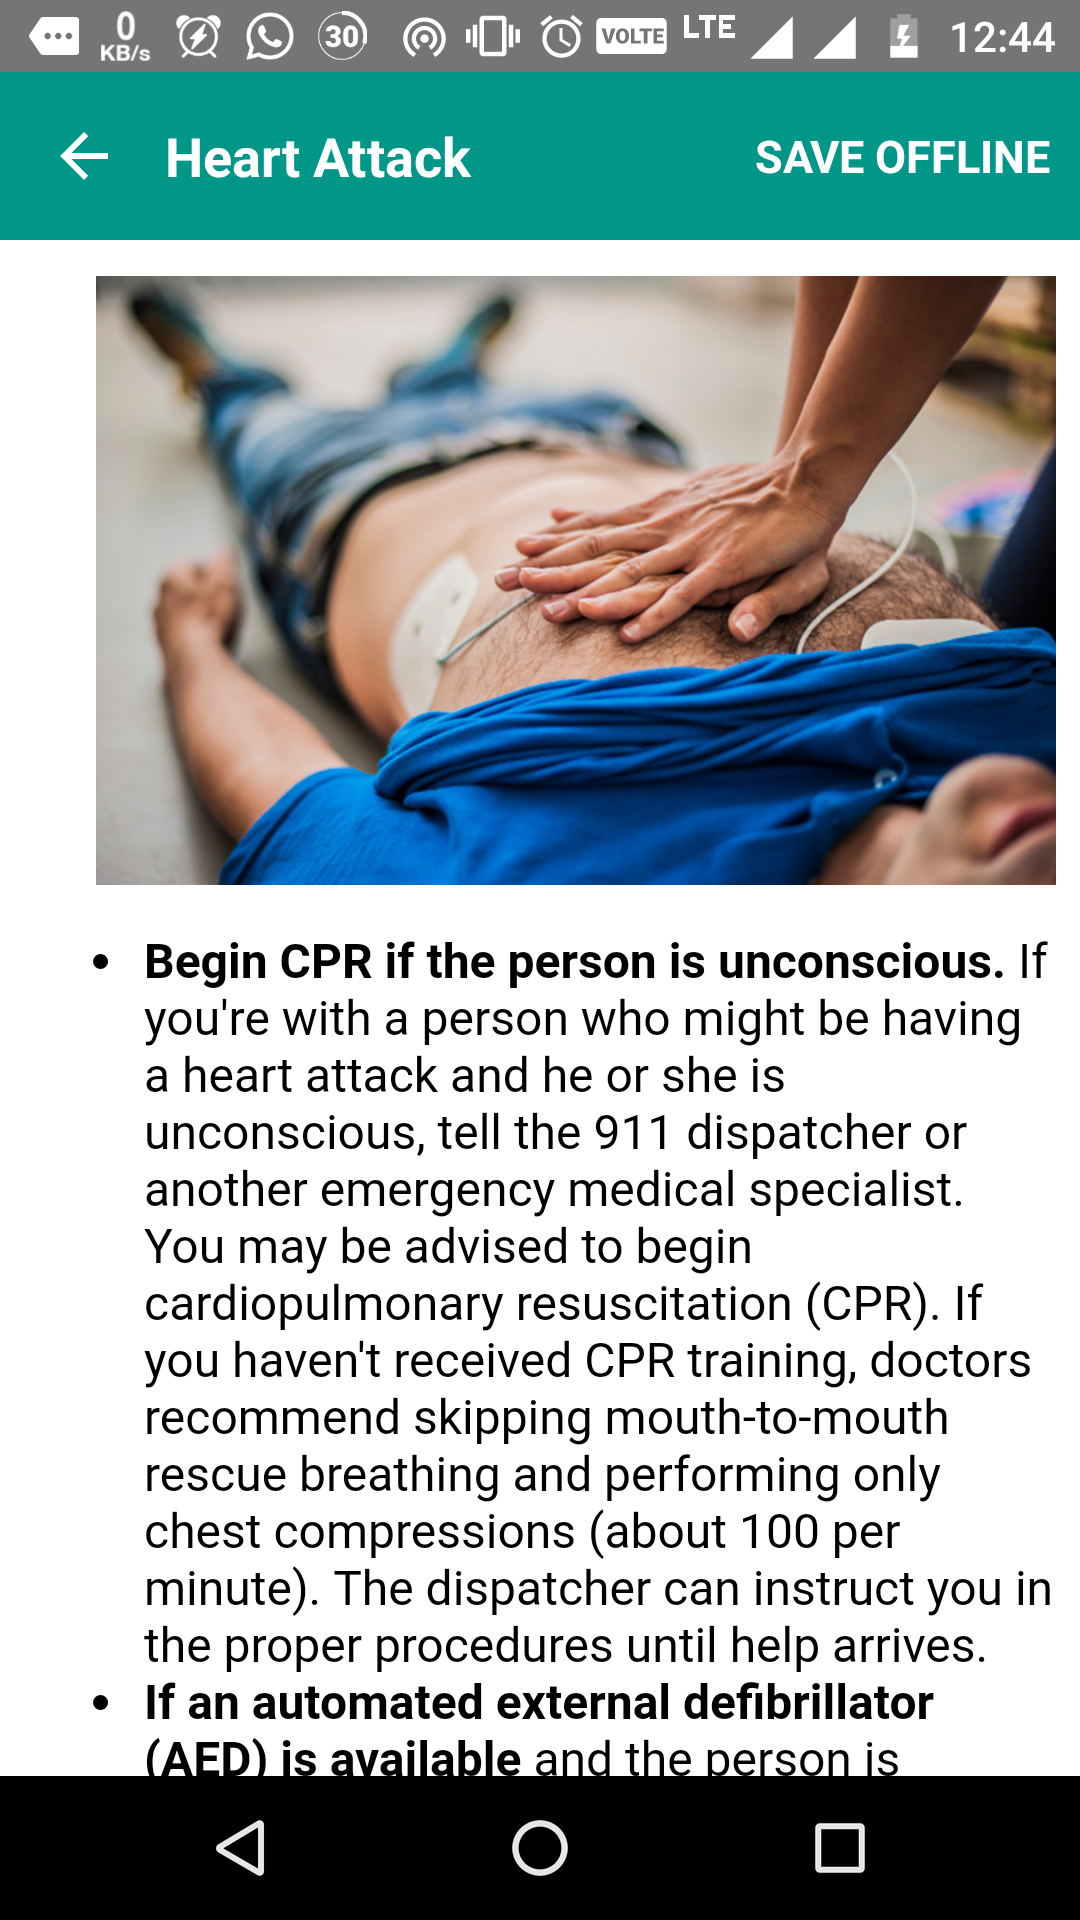 0 KB/s 30 VOLTE LTE 12:44
Heart Attack SAVE OFFLINE
• Begin CPR if the person is unconscious. If
you're with a person who might be having
a heart attack and he or she is
unconscious, tell the 911 dispatcher or
another emergency medical specialist.
You may be advised to begin
cardiopulmonary resuscitation (CPR). If
you haven't received CPR training, doctors
recommend skipping mouth-to-mouth
rescue breathing and performing only
chest compressions (about 100 per
minute). The dispatcher can instruct you in
the proper procedures until help arrives.
• If an automated external defibrillator
(AED) is available and the person is